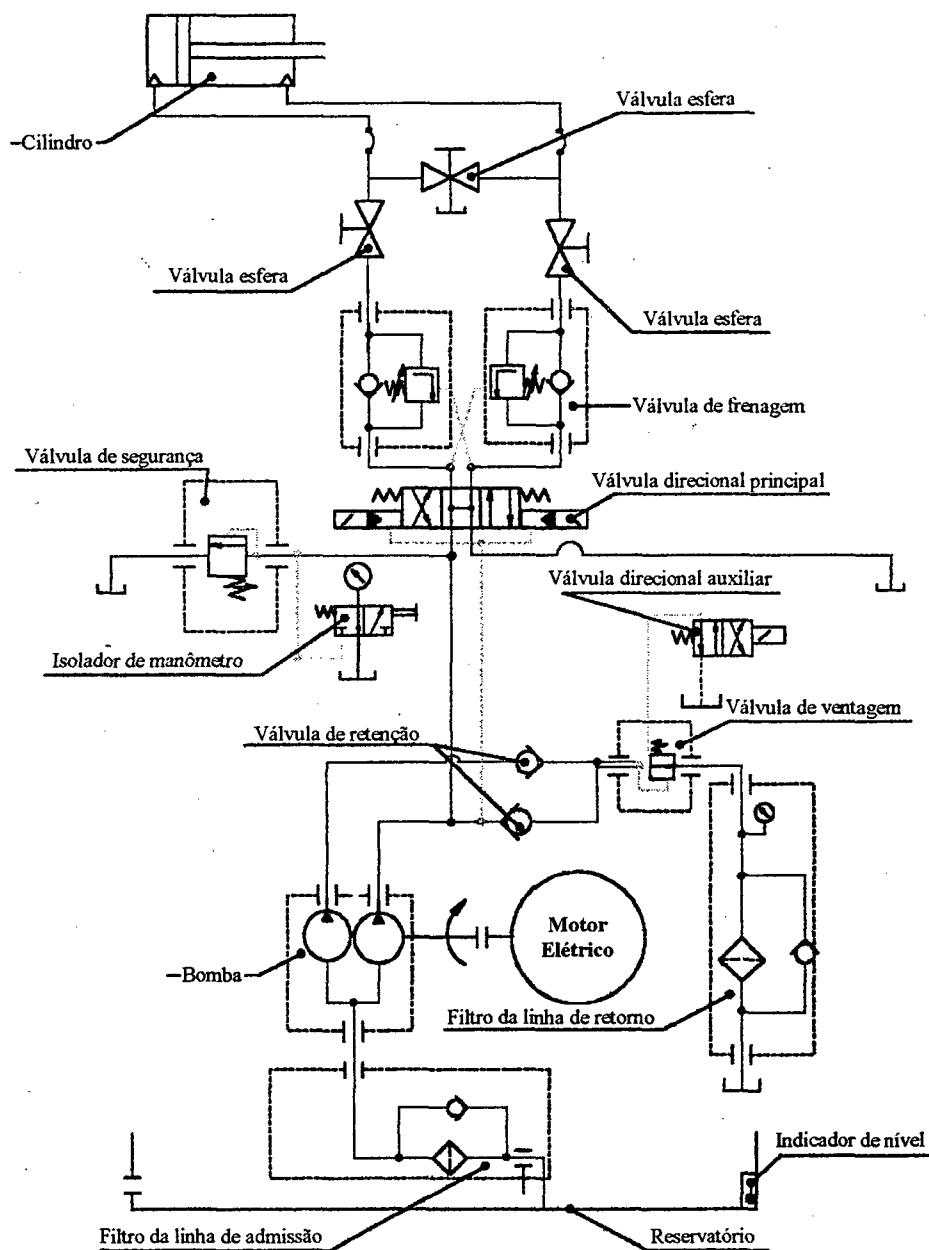 Válvula esfera
Cilindro
Válvula esfera
Válvula esfera
Válvula de frenagem
Válvula de segurança
Válvula direcional principal
Válvula direcional auxiliar
Isolador de manômetro
Válvula de ventagem
Válvula de retenção
Motor
Elétrico
Bomba
Filtro da linha de retorno
Indicador de nível
Filtro da linha de admissão
Reservatório